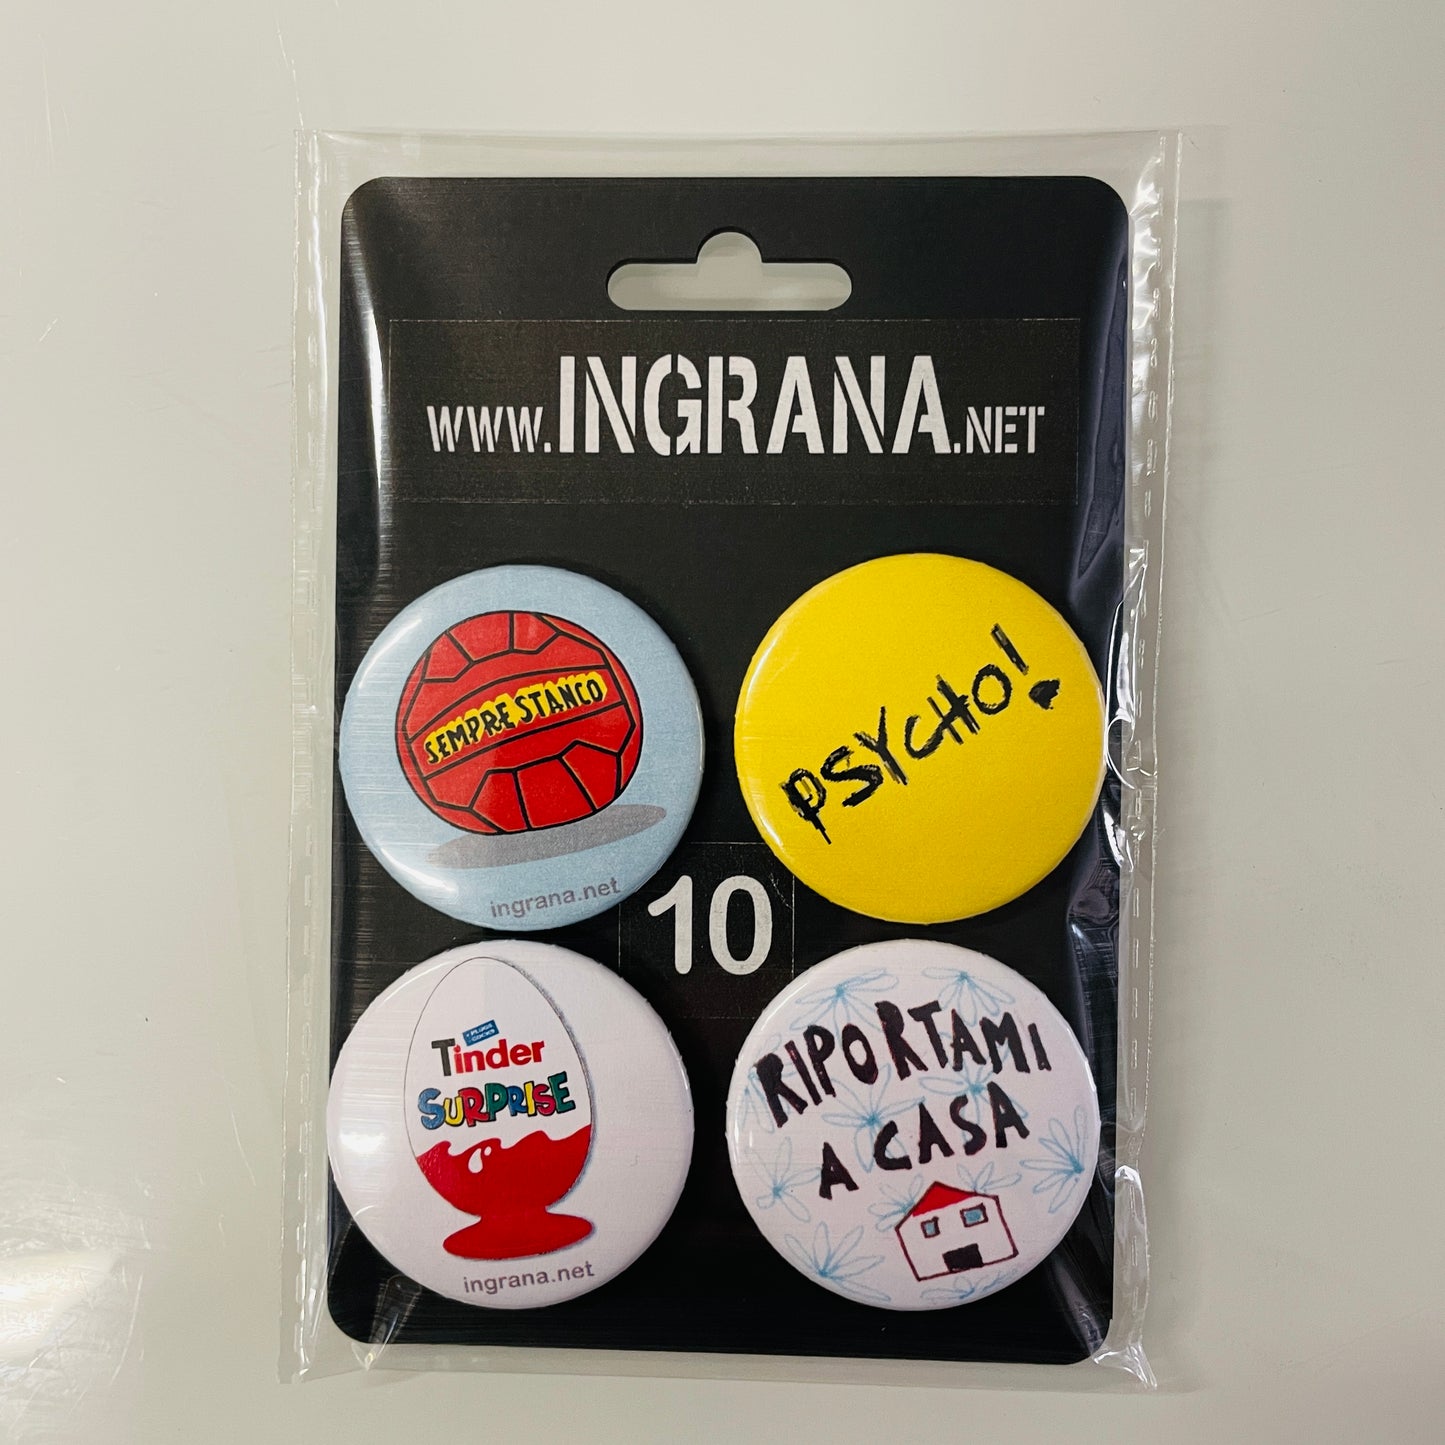 www.INGRANA.NET
SEMPRE STANCO
ingrana.net
PSYCHO!
10
Tinder
SURPRISE
ingrana.net
RIPORTAMI
A CASA